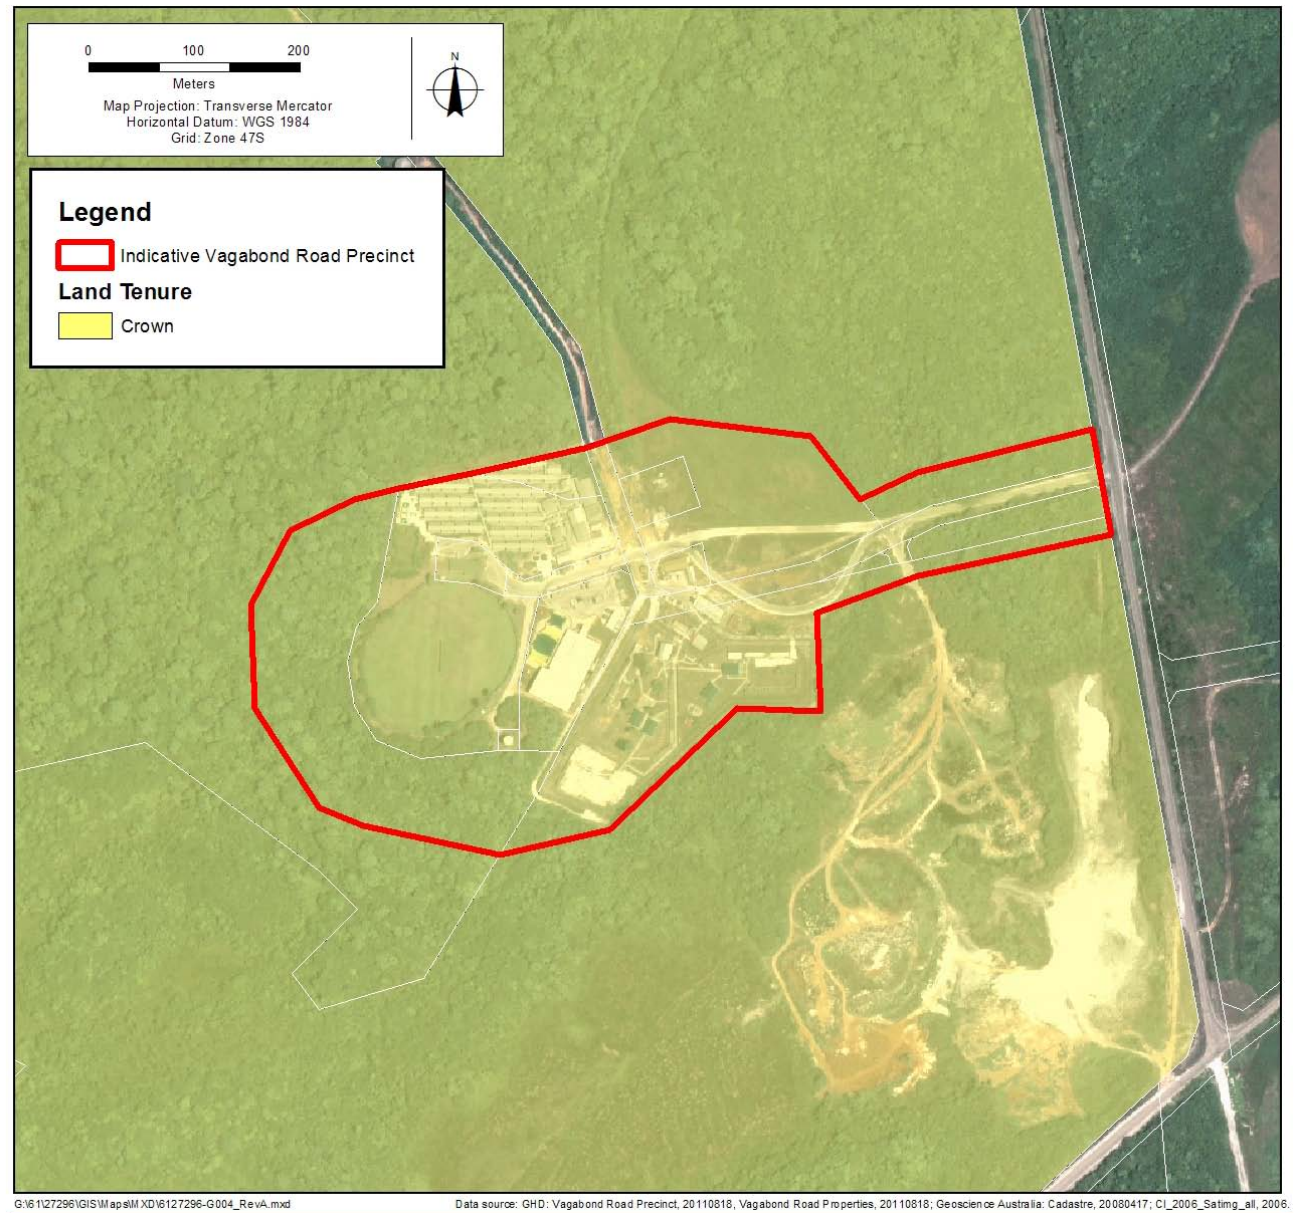 0 100 200
Meters
Map Projection: Transverse Mercator
Horizontal Datum: WGS 1984
Grid: Zone 47S
N
Legend
Indicative Vagabond Road Precinct
Land Tenure
Crown
G:\61\27296\GIS\Maps\MXD\6127296-G004_RevA.mxd
Data source: GHD: Vagabond Road Precinct, 20110818, Vagabond Road Properties, 20110818; Geoscience Australia: Cadastre, 20080417; CI_2006_Satimg_all, 2006.